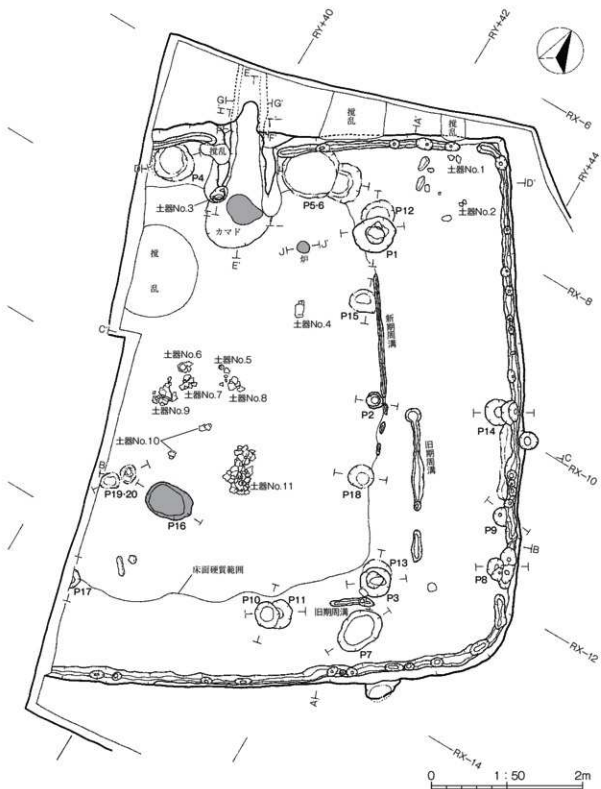 RY+40
RY+42
RX-6
RY+44
E
G
G'
H
F
撹乱
A'
撹乱
撹乱
D
P4
土器No.1
D'
土器No.3
P5・6
土器No.2
P12
カマド
炉
J
J'
P1
E'
撹乱
RX-8
土器No.4
P15
新期周溝
C'
土器No.6
土器No.5
土器No.7
土器No.8
土器No.9
P2
P14
土器No.10
旧期周溝
C
RX-10
B'
土器No.11
P19・20
P18
P9
P16
B
P8
床面硬質範囲
P13
P17
P10
P11
P3
旧期周溝
P7
RX-12
A
RX-14
0
1:50
2m